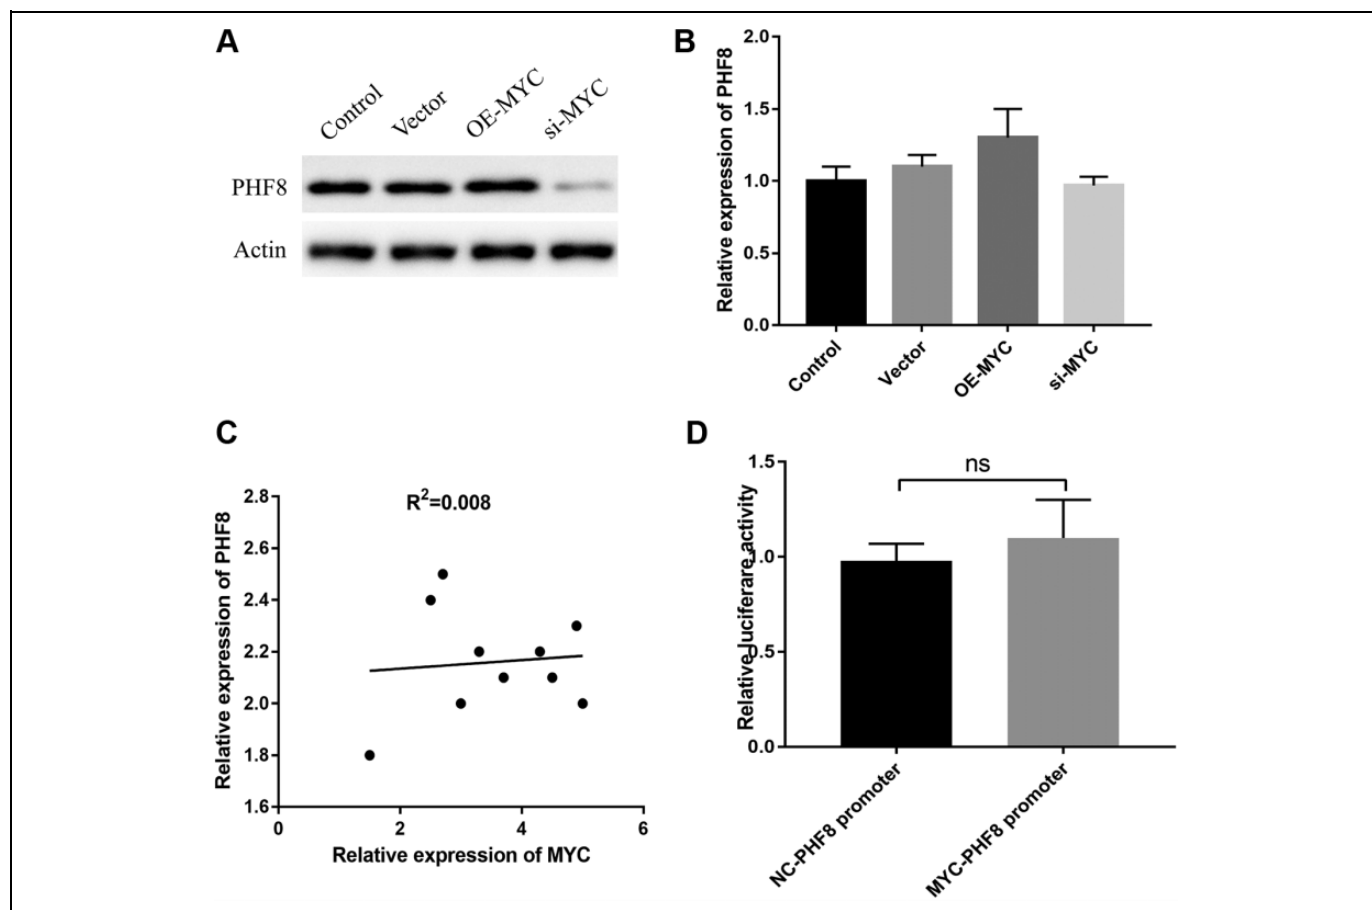 A
Control
Vector
OE-MYC
si-MYC
PHF8
Actin
B
Relative expression of PHF8
2.0
1.5
1.0
0.5
0.0
Control
Vector
OE-MYC
si-MYC
C
R²=0.008
Relative expression of PHF8
2.8
2.6
2.4
2.2
2.0
1.8
1.6
0
2
4
6
Relative expression of MYC
D
ns
Relative luciferare activity
1.5
1.0
0.5
0.0
NC-PHF8 promoter
MYC-PHF8 promoter